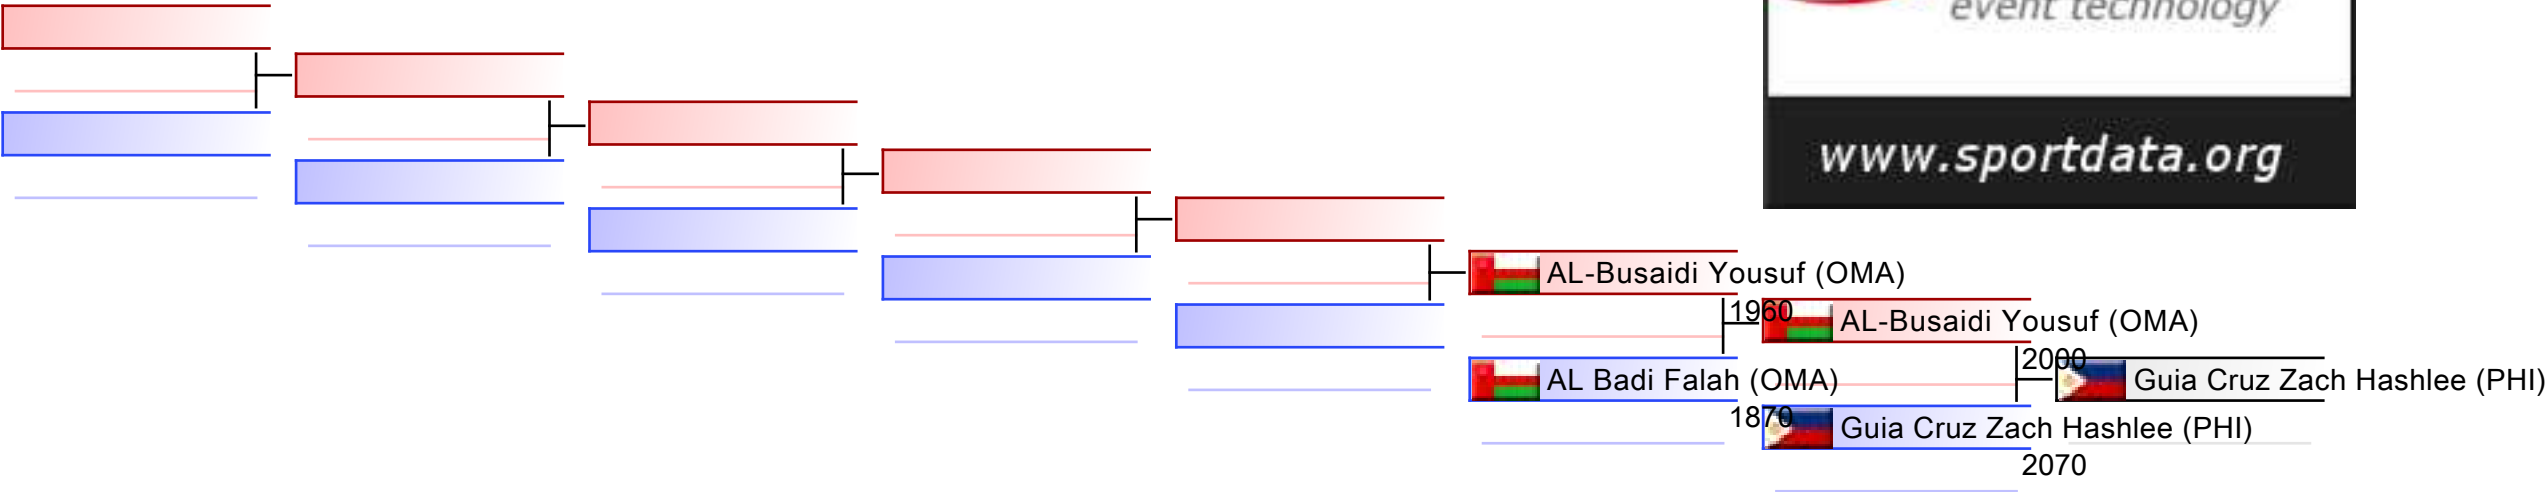 event technology
www.sportdata.org
AL-Busaidi Yousuf (OMA)
1960
AL-Busaidi Yousuf (OMA)
2000
AL Badi Falah (OMA)
Guia Cruz Zach Hashlee (PHI)
1870
Guia Cruz Zach Hashlee (PHI)
2070